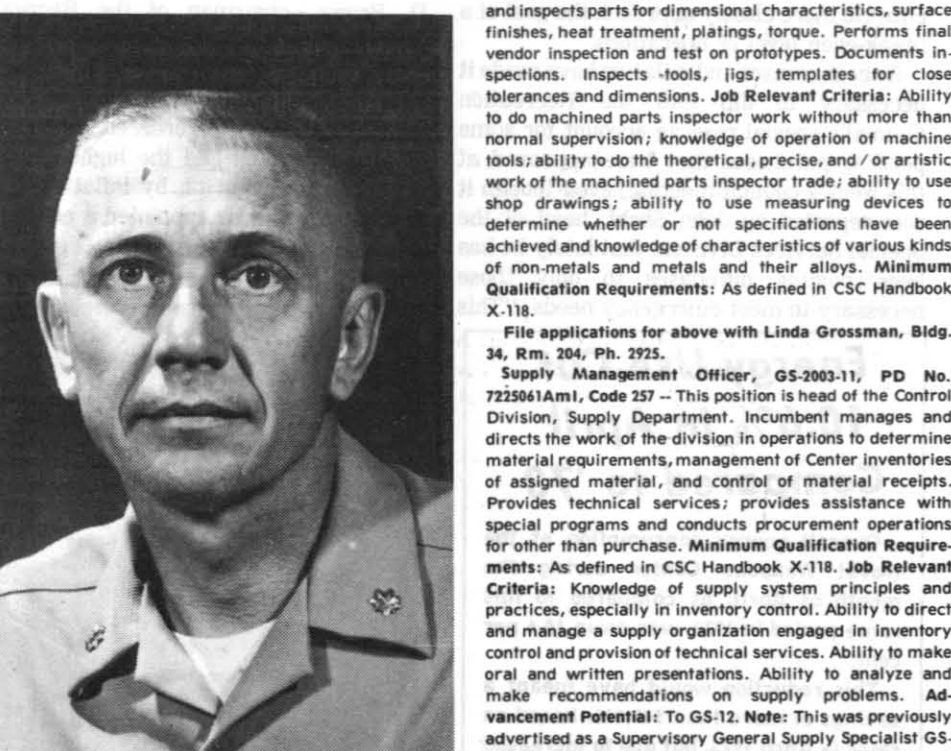 and inspects parts for dimensional characteristics, surface
finishes, heat treatment, platings, torque. Performs final
vendor inspection and test on prototypes. Documents in-
spections. Inspects -tools, jigs, templates for close
tolerances and dimensions. Job Relevant Criteria: Ability
to do machined parts inspector work without more than
normal supervision; knowledge of operation of machine
tools; ability to do the theoretical, precise, and / or artistic
work of the machined parts inspector trade; ability to use
shop drawings; ability to use measuring devices to
determine whether or not specifications have been
achieved and knowledge of characteristics of various kinds
of non-metals and metals and their alloys. Minimum
Qualification Requirements: As defined in CSC Handbook
X-118.
File applications for above with Linda Grossman, Bldg.
34, Rm. 204, Ph. 2925.
Supply Management Officer, GS-2003-11, PD No.
7225061Am1, Code 257 -- This position is head of the Control
Division, Supply Department. Incumbent manages and
directs the work of the division in operations to determine
material requirements, management of Center inventories
of assigned material, and control of material receipts.
Provides technical services; provides assistance with
special programs and conducts procurement operations
for other than purchase. Minimum Qualification Require-
ments: As defined in CSC Handbook X-118. Job Relevant
Criteria: Knowledge of supply system principles and
practices, especially in inventory control. Ability to direct
and manage a supply organization engaged in inventory
control and provision of technical services. Ability to make
oral and written presentations. Ability to analyze and
make recommendations on supply problems. Ad-
vancement Potential: To GS-12. Note: This was previously
advertised as a Supervisory General Supply Specialist GS-